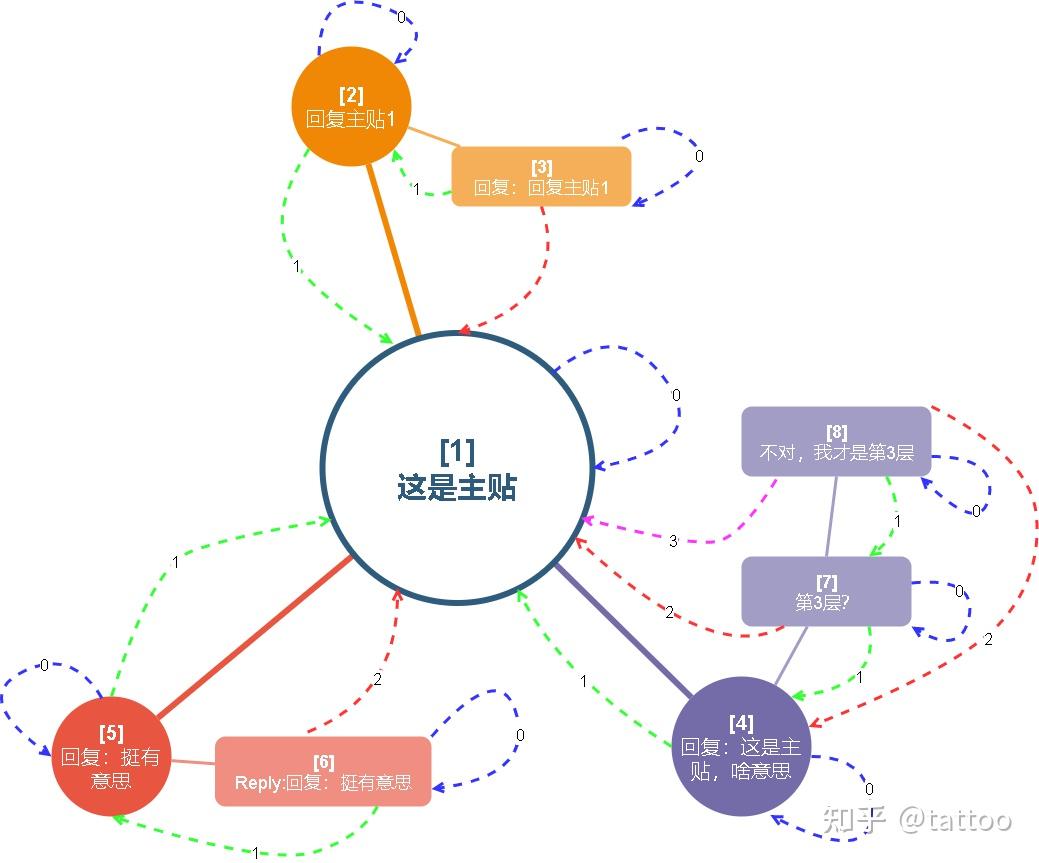 0
[2]
回复主贴1
[3]
回复：回复主贴1
0
1
1
[1]
这是主贴
0
[8]
不对，我才是第3层
0
1
3
[7]
第3层?
0
2
2
1
1
1
2
0
[5]
回复：挺有
意思
[6]
Reply:回复：挺有意思
0
1
[4]
回复：这是主
贴，啥意思
0
知乎 @tattoo